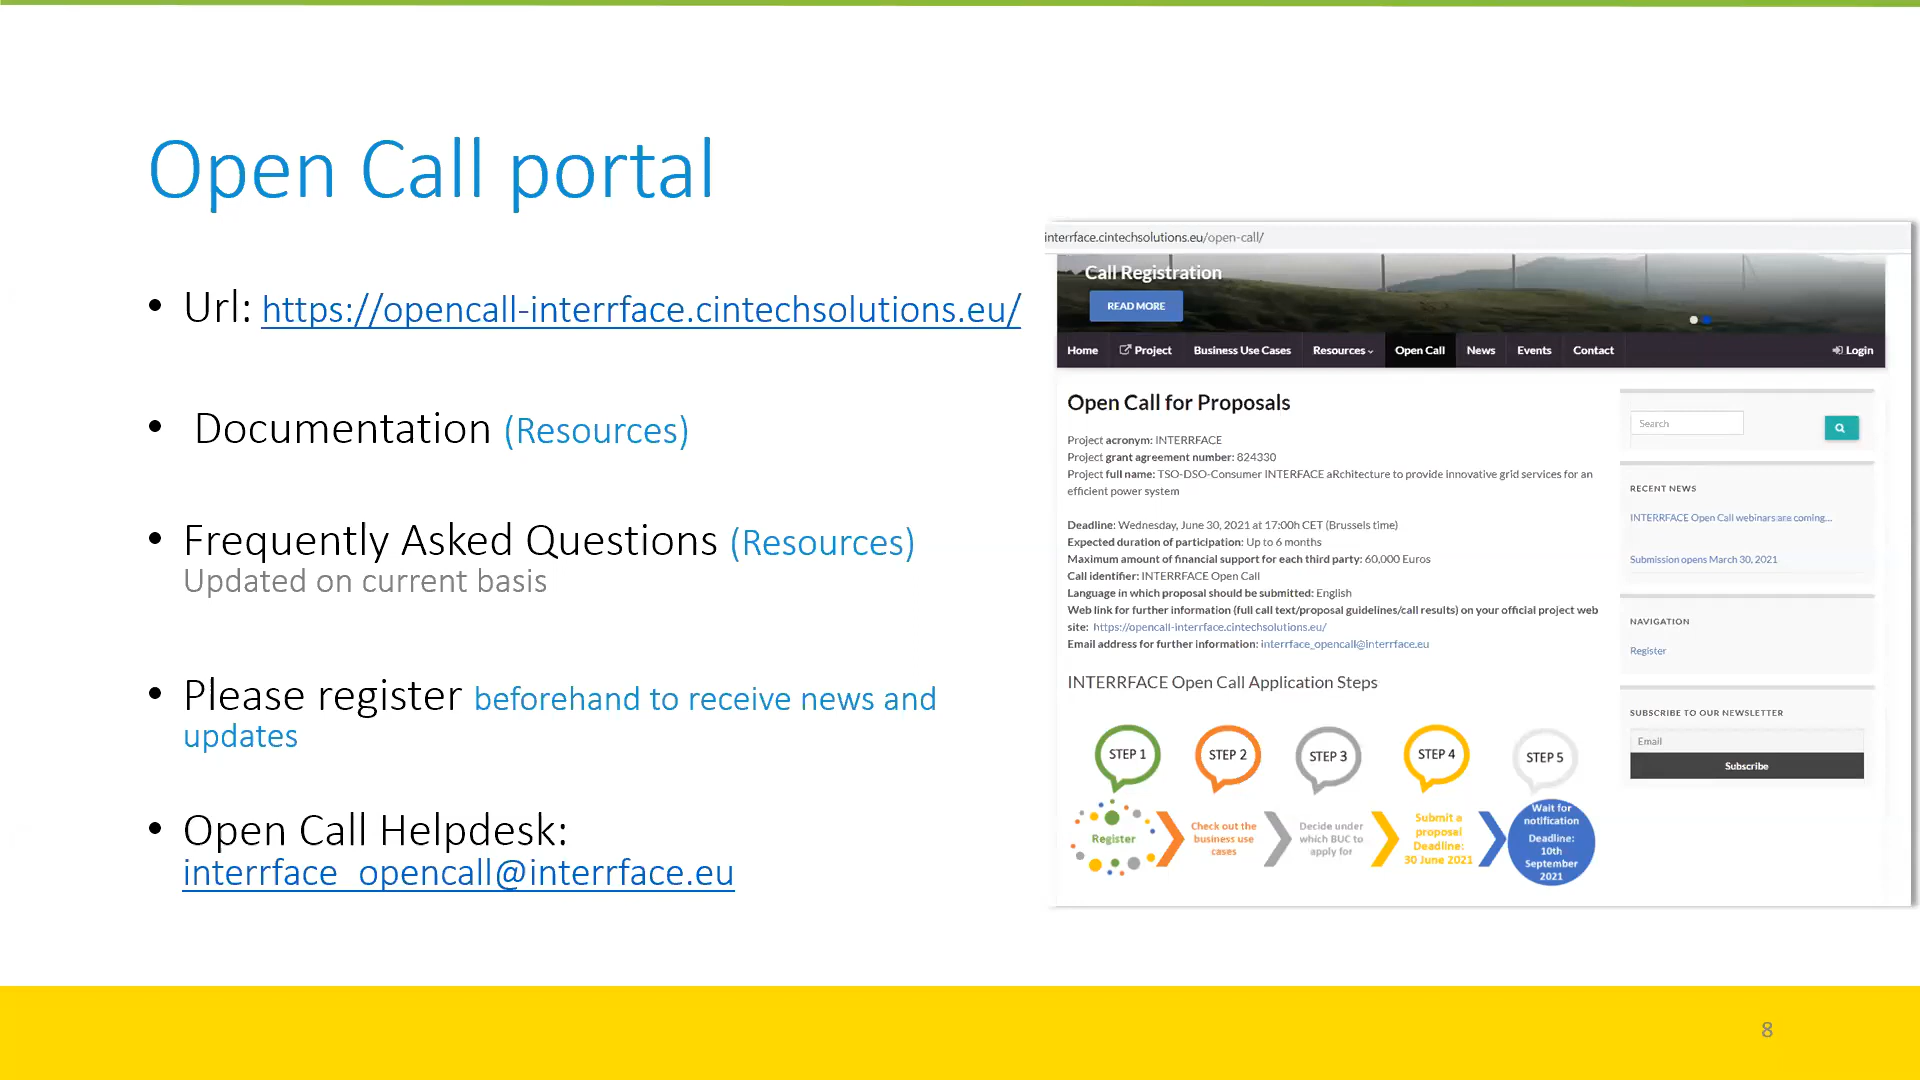 Open Call portal
• Url: https://opencall-interrface.cintechsolutions.eu/
• Documentation (Resources)
• Frequently Asked Questions (Resources)
Updated on current basis
• Please register beforehand to receive news and
updates
• Open Call Helpdesk:
interrface_opencall@interrface.eu
interrface.cintechsolutions.eu/open-call/
Call Registration
READ MORE
Home Project Business Use Cases Resources Open Call News Events Contact Login
Open Call for Proposals
Project acronym: INTERRFACE
Project grant agreement number: 824330
Project full name: TSO-DSO-Consumer INTERFACE aRchitecture to provide innovative grid services for an
efficient power system
Deadline: Wednesday, June 30, 2021 at 17:00h CET (Brussels time)
Expected duration of participation: Up to 6 months
Maximum amount of financial support for each third party: 60,000 Euros
Call identifier: INTERRFACE Open Call
Language in which proposal should be submitted: English
Web link for further information (full call text/proposal guidelines/call results) on your official project web
site: https://opencall-interrface.cintechsolutions.eu/
Email address for further information: interrface_opencall@interrface.eu
INTERRFACE Open Call Application Steps
STEP 1
STEP 2
STEP 3
STEP 4
STEP 5
Register
Check out the
business use
cases
Decide under
which BUC to
apply for
Submit a
proposal
Deadline:
30 June 2021
Wait for
notification
Deadline:
10th
September
2021
Search
RECENT NEWS
INTERRFACE Open Call webinars are coming...
Submission opens March 30, 2021
NAVIGATION
Register
SUBSCRIBE TO OUR NEWSLETTER
Email
Subscribe
8